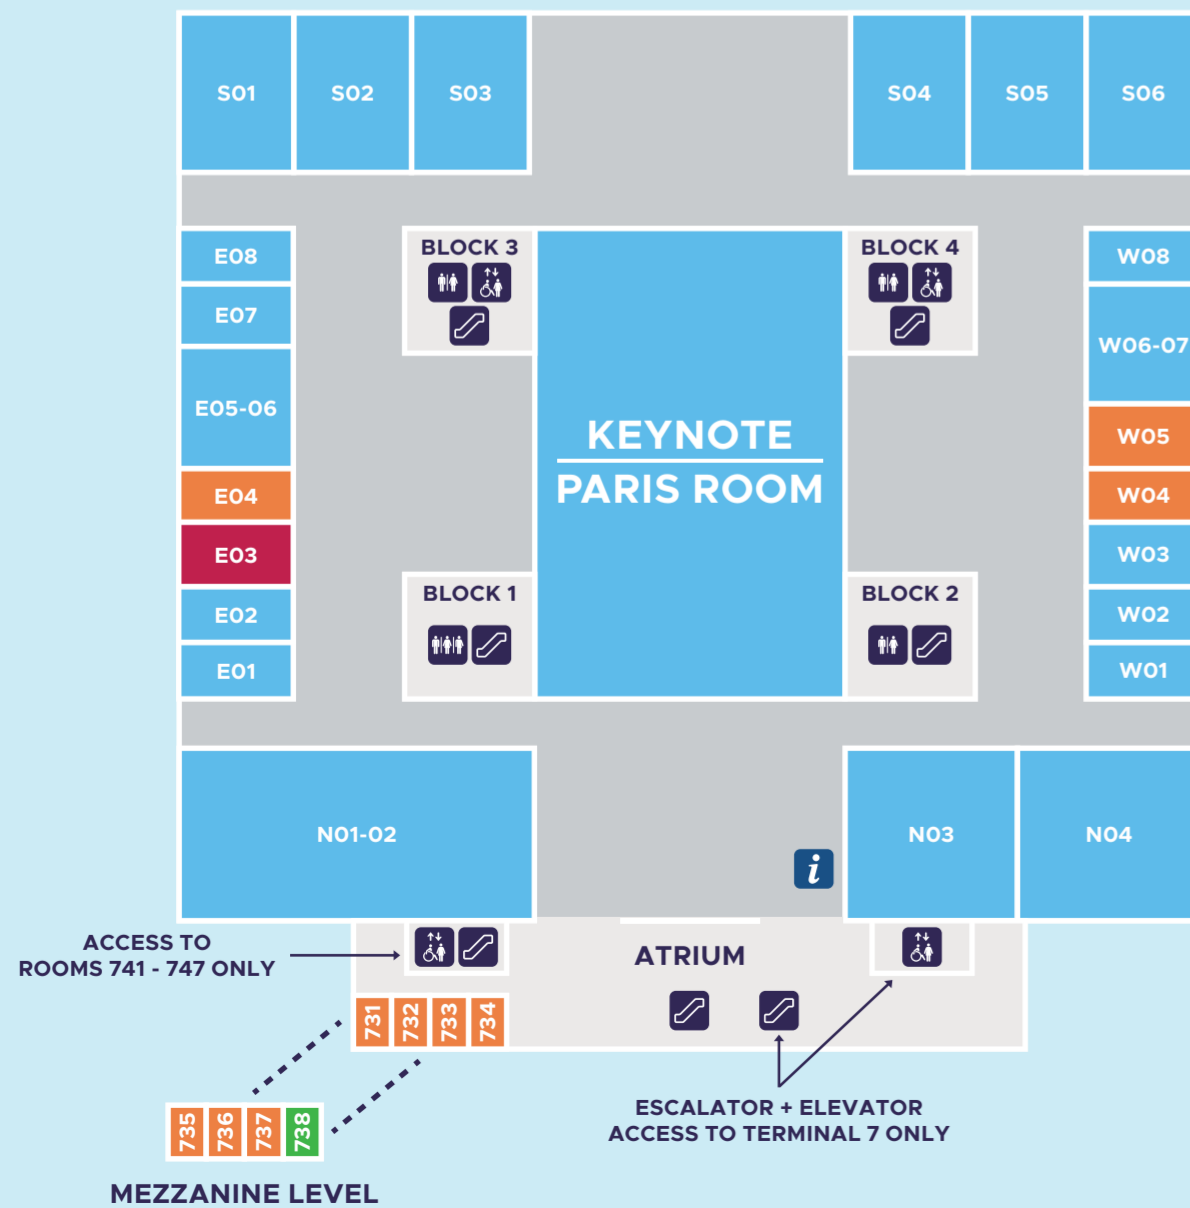 S01
S02
S03
S04
S05
S06
E08
BLOCK 3
BLOCK 4
W08
E07
W06-07
E05-06
KEYNOTE
PARIS ROOM
W05
E04
W04
E03
W03
BLOCK 1
BLOCK 2
E02
W02
E01
W01
N01-02
N03
N04
i
ACCESS TO
ROOMS 741 - 747 ONLY
ATRIUM
731
732
733
734
735
736
737
738
ESCALATOR + ELEVATOR
ACCESS TO TERMINAL 7 ONLY
MEZZANINE LEVEL